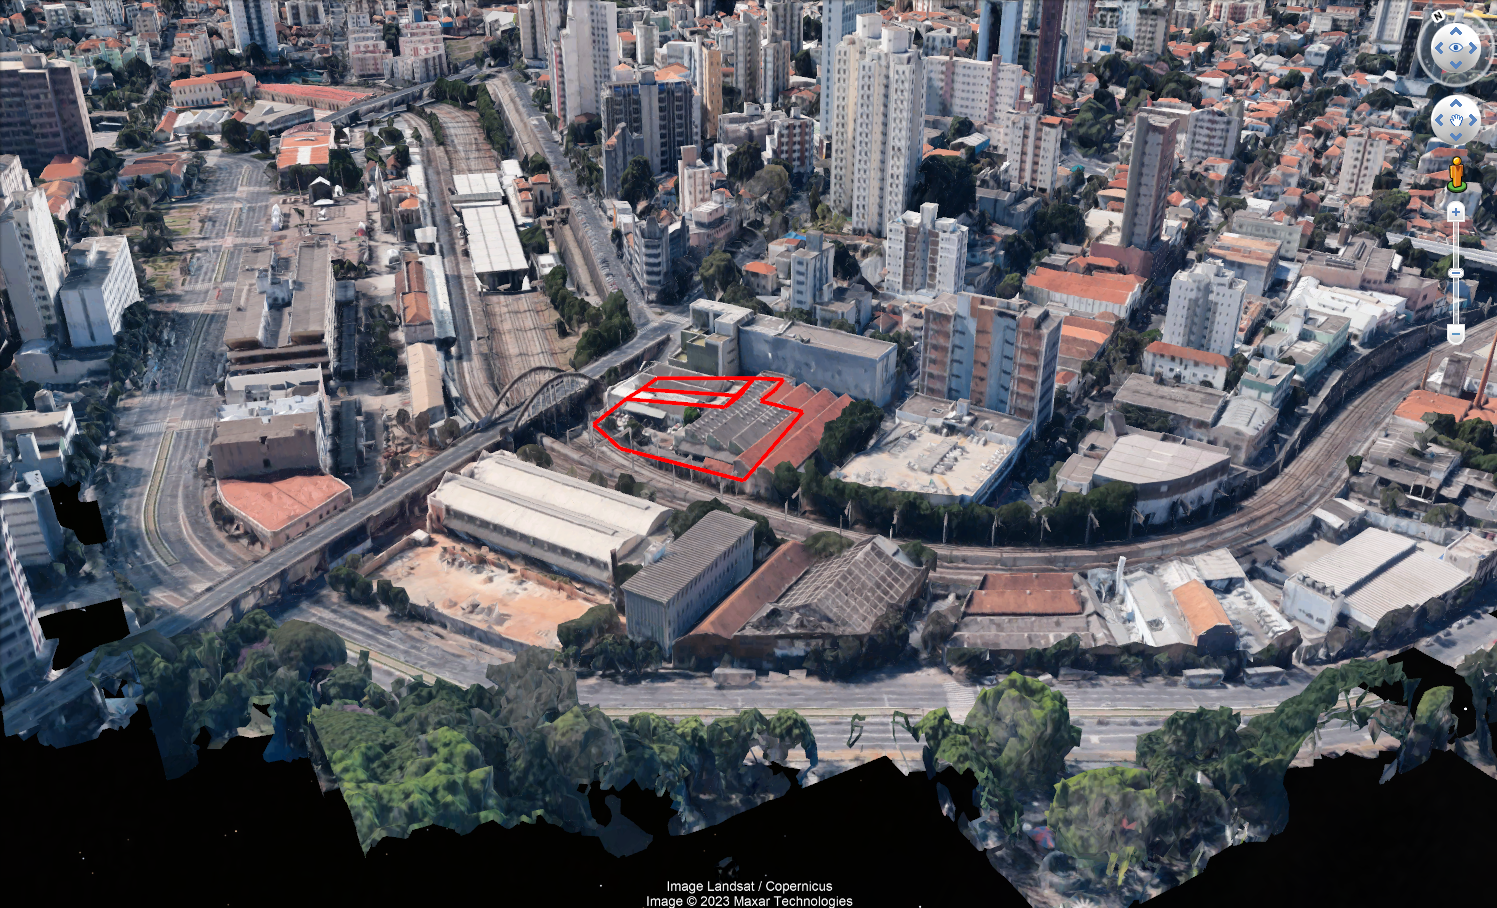 N
Image Landsat / Copernicus
Image © 2023 Maxar Technologies